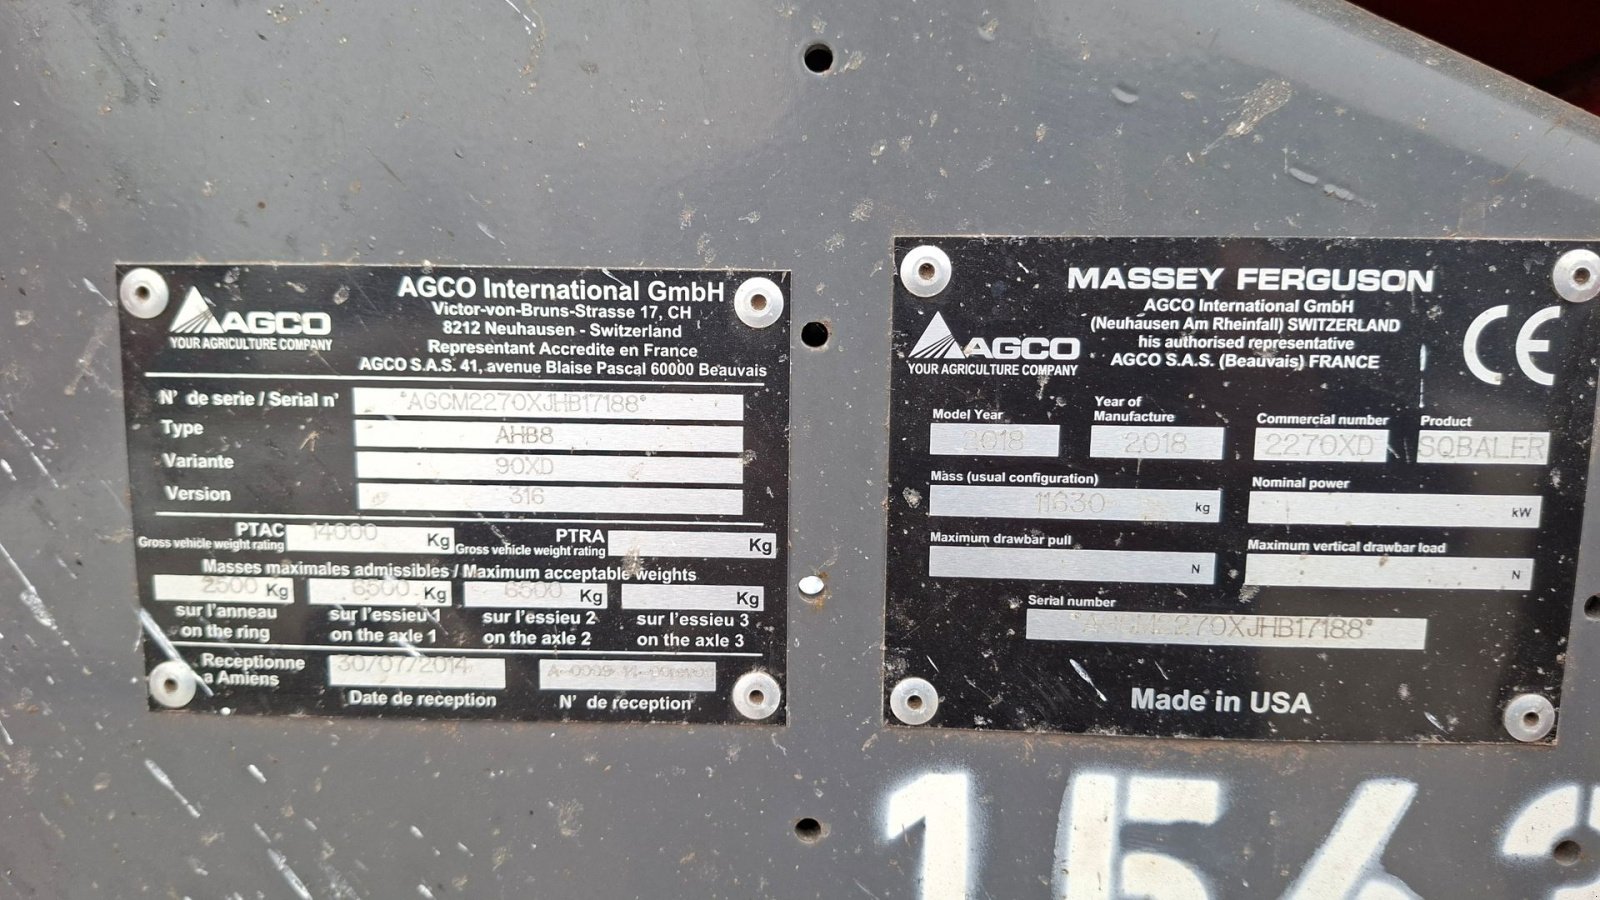 AGCO
YOUR AGRICULTURE COMPANY
AGCO International GmbH
Victor-von-Bruns-Strasse 17, CH
8212 Neuhausen - Switzerland
Representant Accredite en France
AGCO S.A.S. 41, avenue Blaise Pascal 60000 Beauvais
N° de serie / Serial n° *AGCM2270XJHB17188*
Type AHB8
Variante 90XD
Version 316
PTAC 14000 Kg
Gross vehicle weight rating
PTRA Kg
Gross vehicle weight rating
Masses maximales admissibles / Maximum acceptable weights
2500 Kg 6500 Kg 6500 Kg Kg
sur l'anneau sur l'essieu 1 sur l'essieu 2 sur l'essieu 3
on the ring on the axle 1 on the axle 2 on the axle 3
Receptionne
a Amiens
30/07/2014
Date de reception N° de reception
MASSEY FERGUSON
AGCO International GmbH
(Neuhausen Am Rheinfall) SWITZERLAND
his authorised representative
AGCO S.A.S. (Beauvais) FRANCE
AGCO
YOUR AGRICULTURE COMPANY
CE
Model Year Year of Manufacture Commercial number Product
2018 2018 2270XD SQBALER
Mass (usual configuration) Nominal power
11630 kg kW
Maximum drawbar pull Maximum vertical drawbar load
N N
Serial number
*AGCM2270XJHB17188*
Made in USA